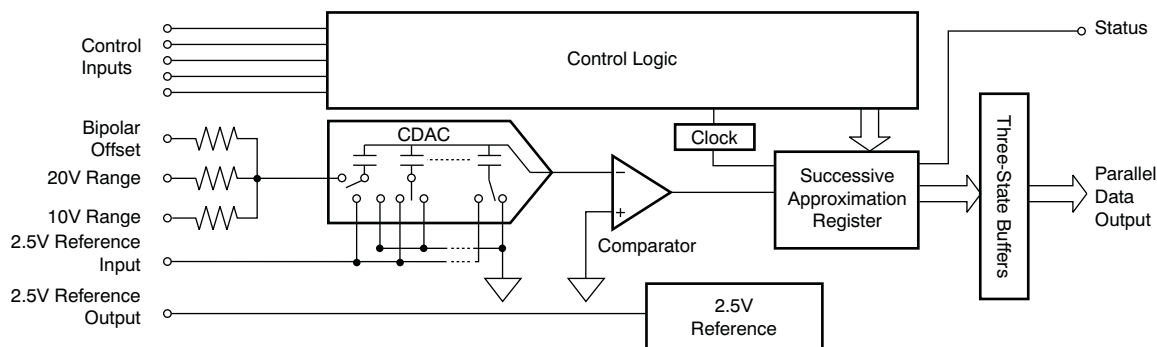 Control
Inputs
Control Logic
Status
Bipolar
Offset
20V Range
10V Range
2.5V Reference
Input
2.5V Reference
Output
CDAC
Clock
−
+
Comparator
Successive
Approximation
Register
Three-State Buffers
Parallel
Data
Output
2.5V
Reference